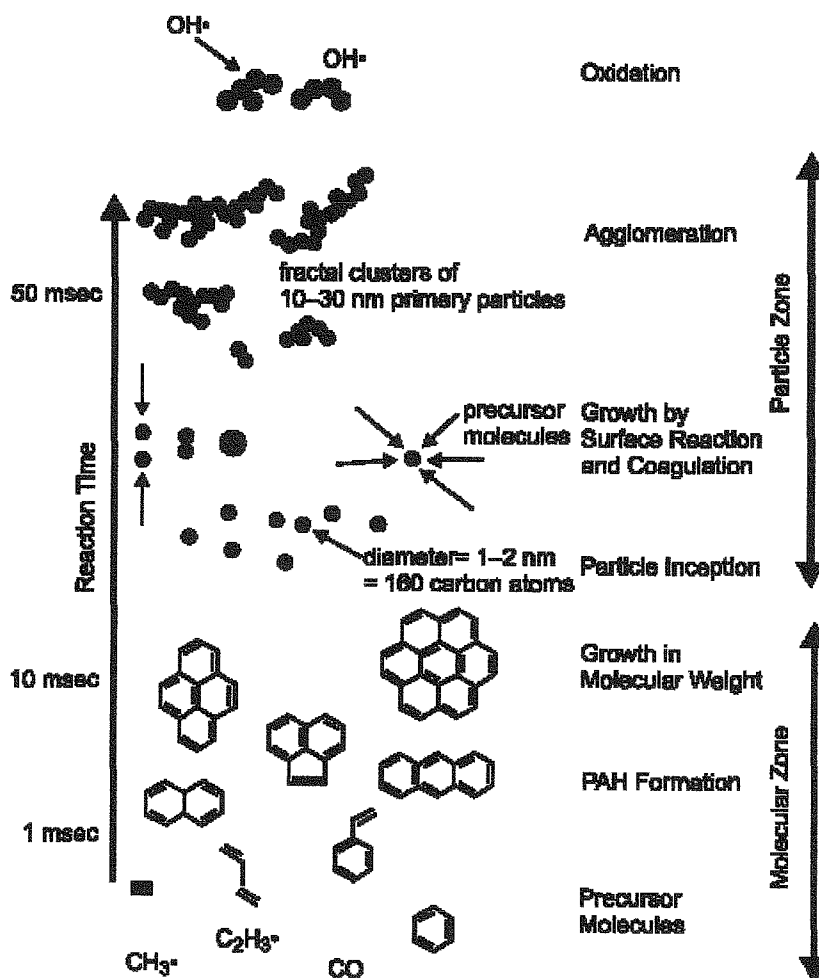 OH•
OH•
Oxidation
Agglomeration
fractal clusters of
10–30 nm primary particles
50 msec
Particle Zone
precursor
molecules
Growth by
Surface Reaction
and Coagulation
Reaction Time
diameter= 1–2 nm
= 160 carbon atoms
Particle Inception
Growth in
Molecular Weight
10 msec
PAH Formation
1 msec
Molecular Zone
Precursor
Molecules
C₂H₃•
CH₃•
CO